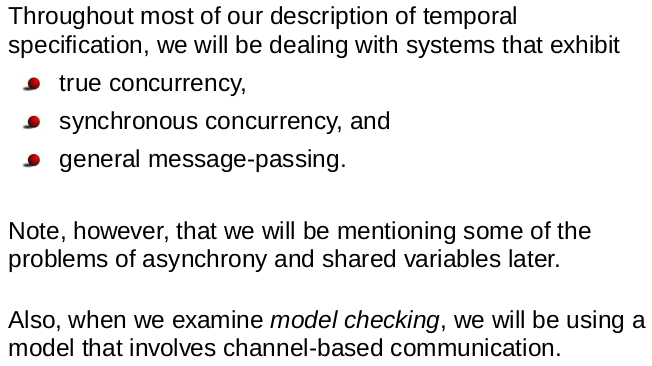 Throughout most of our description of temporal
specification, we will be dealing with systems that exhibit
true concurrency,
synchronous concurrency, and
general message-passing.
Note, however, that we will be mentioning some of the
problems of asynchrony and shared variables later.
Also, when we examine model checking, we will be using a
model that involves channel-based communication.